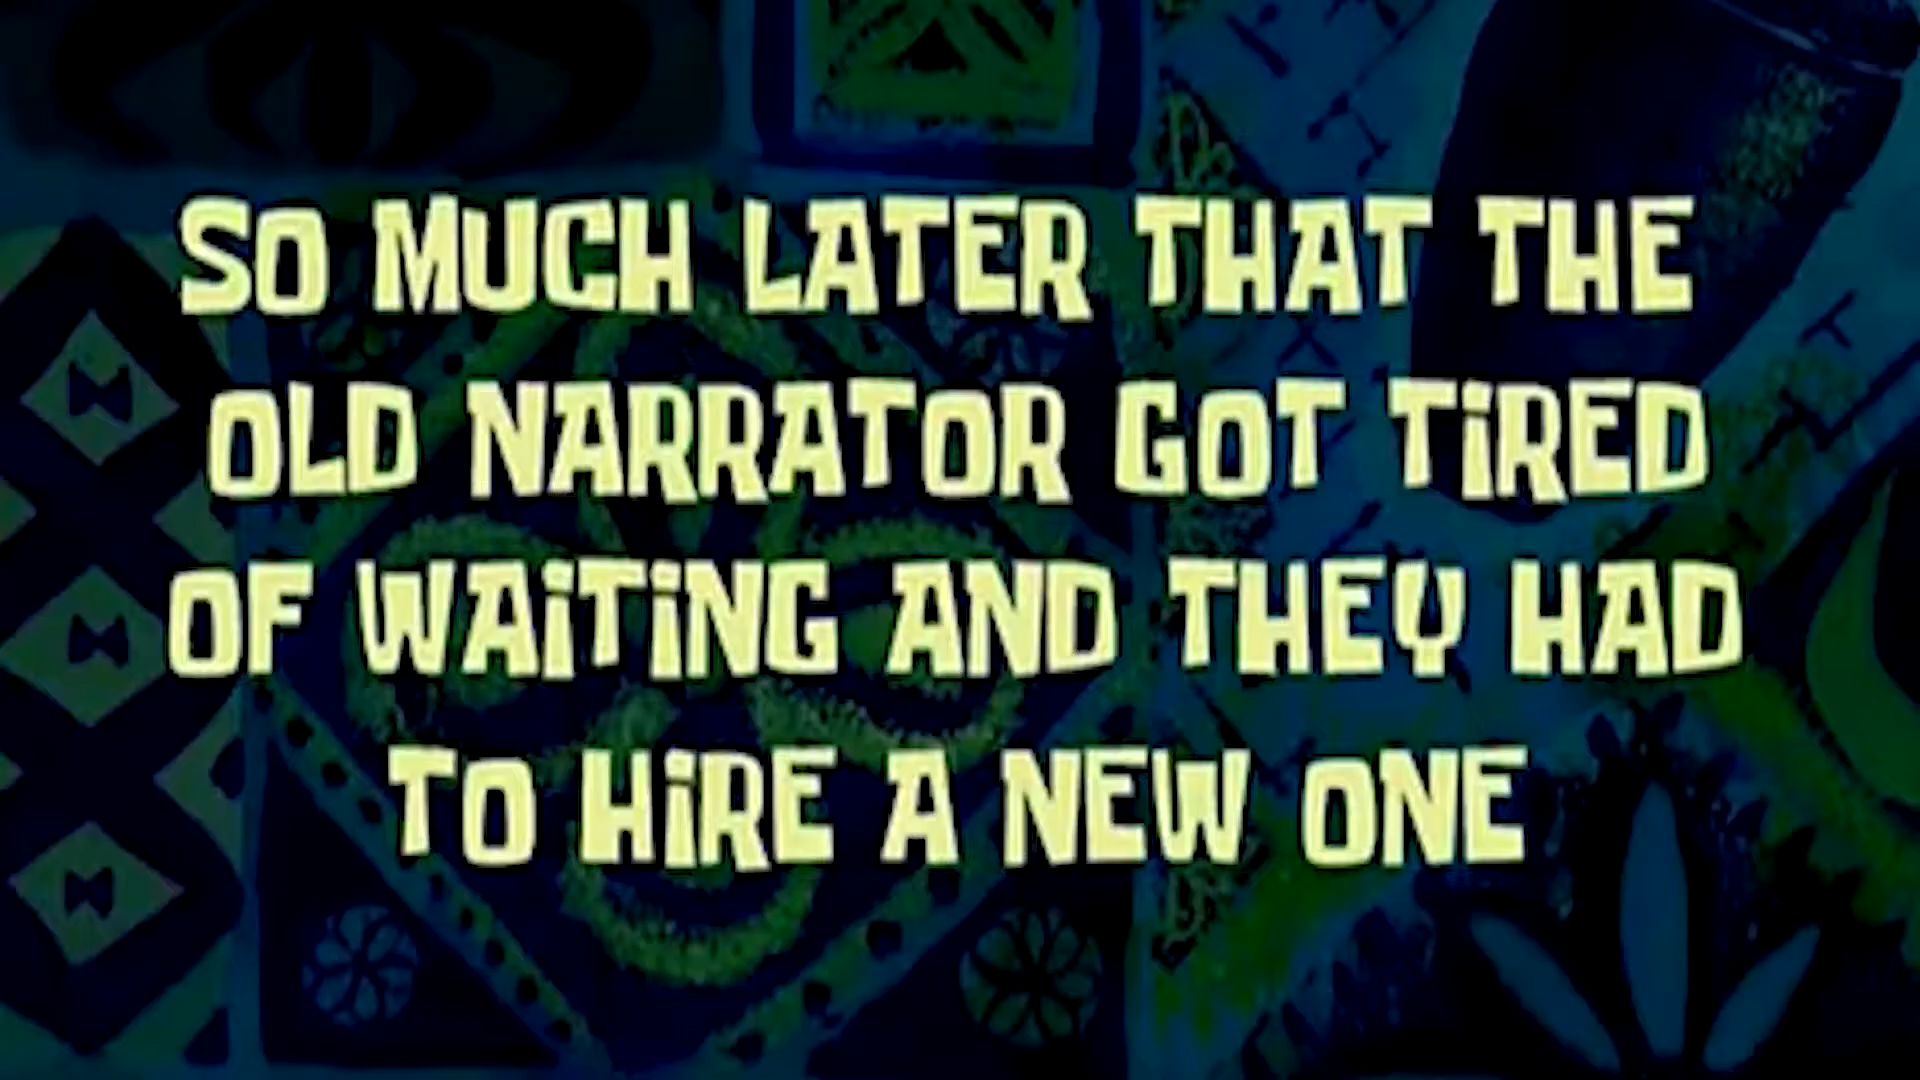 SO MUCH LATER THAT THE
OLD NARRATOR GOT TiRED
OF WAiTiNG AND THEY HAD
TO HiRE A NEW ONE